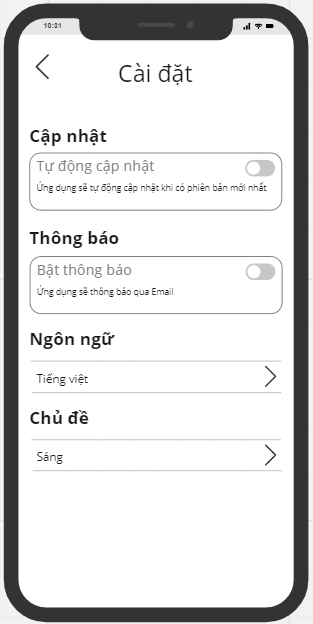 10:21
Cài đặt
Cập nhật
Tự động cập nhật
Ứng dụng sẽ tự động cập nhật khi có phiên bản mới nhất
Thông báo
Bật thông báo
Ứng dụng sẽ thông báo qua Email
Ngôn ngữ
Tiếng việt
Chủ đề
Sáng